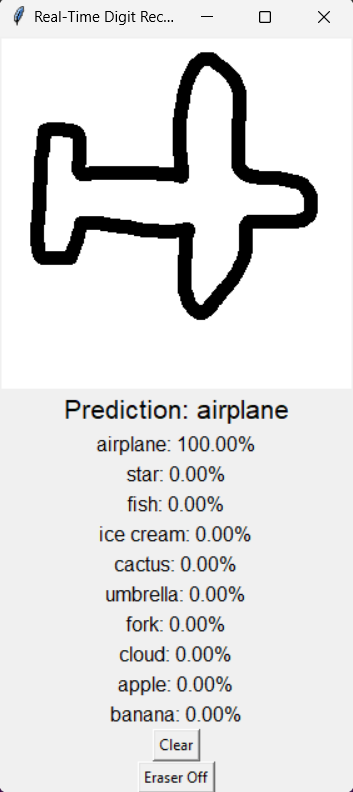 Real-Time Digit Rec...
Prediction: airplane
airplane: 100.00%
star: 0.00%
fish: 0.00%
ice cream: 0.00%
cactus: 0.00%
umbrella: 0.00%
fork: 0.00%
cloud: 0.00%
apple: 0.00%
banana: 0.00%
Clear
Eraser Off